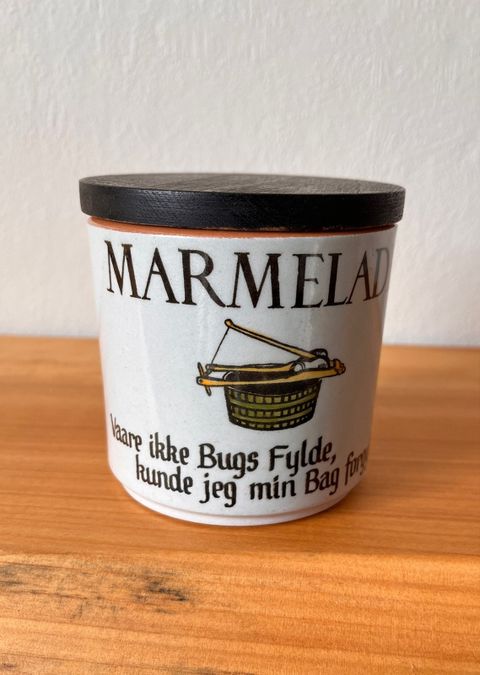 MARMELAD
Vaare ikke Bugs Fylde,
kunde jeg min Bag